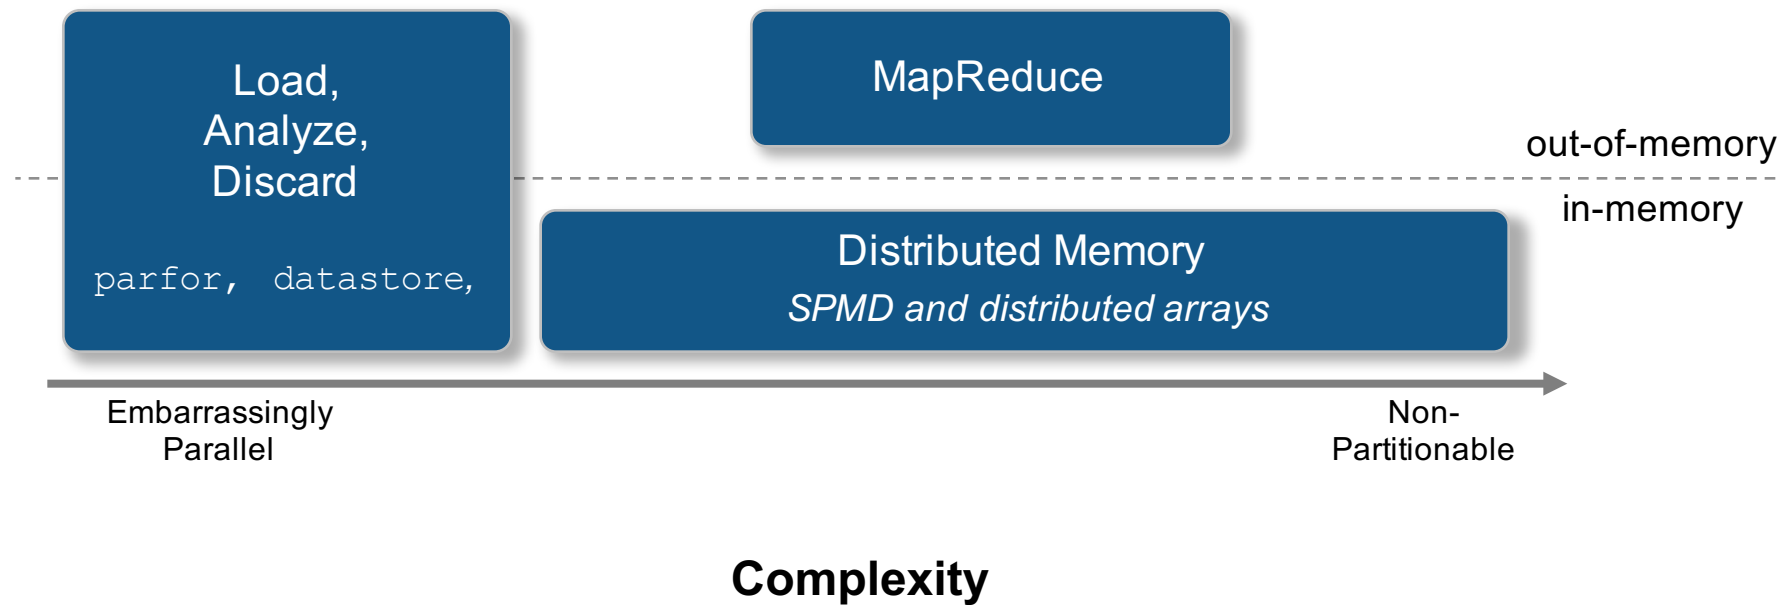 Load,
Analyze,
Discard
parfor, datastore,
MapReduce
out-of-memory
in-memory
Distributed Memory
SPMD and distributed arrays
Embarrassingly
Parallel
Non-
Partitionable
Complexity